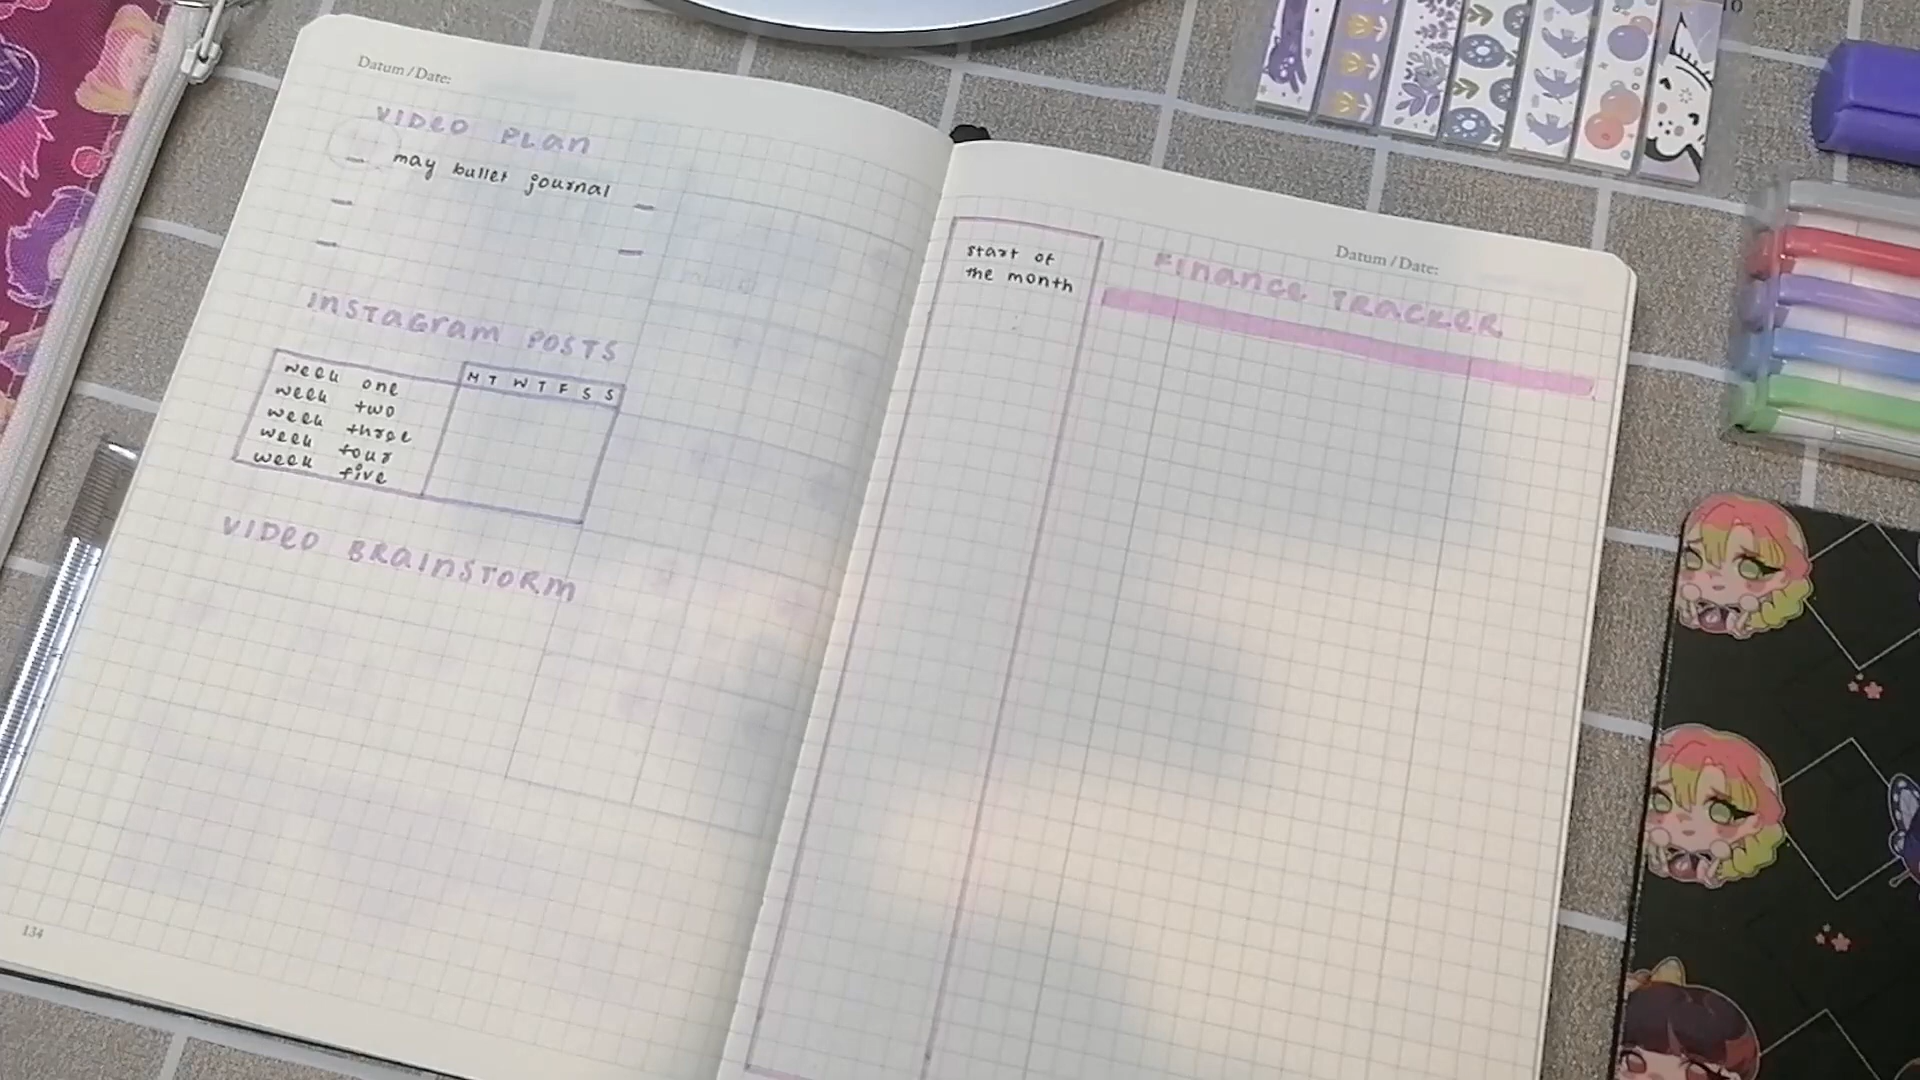 Datum / Date:
VIDEO PLAN
may bullet journal
INSTAGRAM POSTS
week one
week two
week three
week four
week five
M T W T F S S
VIDEO BRAINSTORM
134
Datum / Date:
start of
the month
FINANCE TRACKER
10